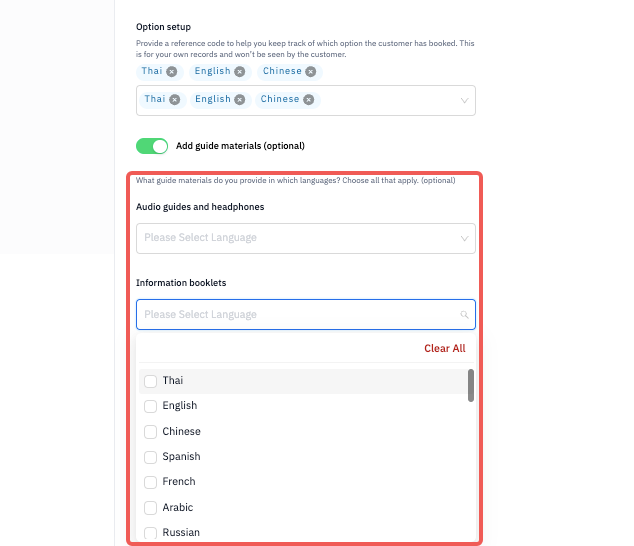 Option setup
Provide a reference code to help you keep track of which option the customer has booked. This
is for your own records and won't be seen by the customer.
Thai English Chinese
Thai English Chinese
Add guide materials (optional)
What guide materials do you provide in which languages? Choose all that apply. (optional)
Audio guides and headphones
Please Select Language
Information booklets
Please Select Language
Clear All
Thai
English
Chinese
Spanish
French
Arabic
Russian